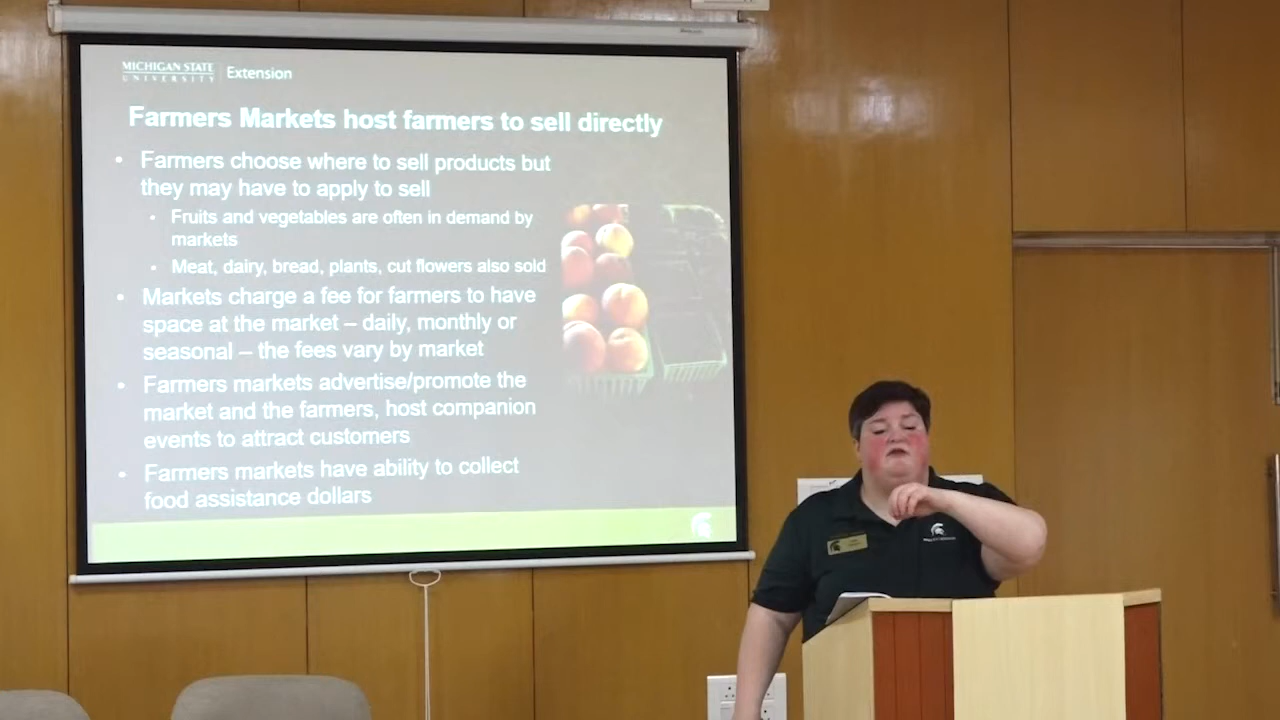 MICHIGAN STATE
UNIVERSITY
Extension
Farmers Markets host farmers to sell directly
• Farmers choose where to sell products but
they may have to apply to sell
• Fruits and vegetables are often in demand by
markets
• Meat, dairy, bread, plants, cut flowers also sold
• Markets charge a fee for farmers to have
space at the market – daily, monthly or
seasonal – the fees vary by market
• Farmers markets advertise/promote the
market and the farmers, host companion
events to attract customers
• Farmers markets have ability to collect
food assistance dollars